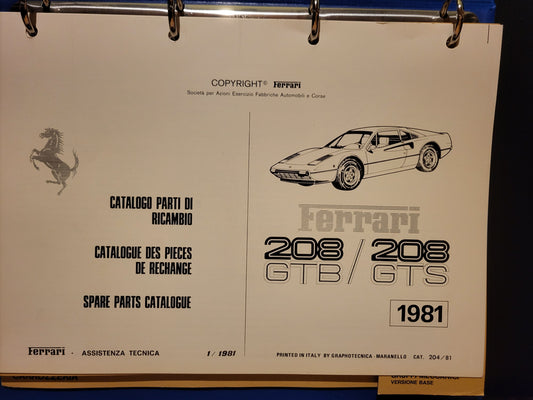 COPYRIGHT © Ferrari
Società per Azioni Esercizio Fabbriche Automobili e Corse
CATALOGO PARTI DI
RICAMBIO
CATALOGUE DES PIECES
DE RECHANGE
SPARE PARTS CATALOGUE
Ferrari
208/208
GTB/GTS
1981
Ferrari - ASSISTENZA TECNICA
1/1981
PRINTED IN ITALY BY GRAPHOTECNICA - MARANELLO CAT. 204/81
VERSIONE BASE